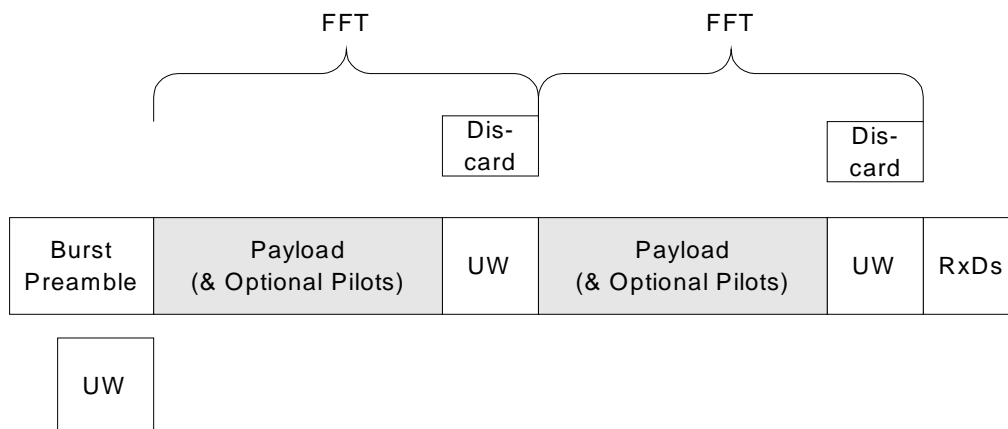 FFT
FFT
Dis-
card
Dis-
card
Burst
Preamble
Payload
(& Optional Pilots)
UW
Payload
(& Optional Pilots)
UW
RxDs
UW